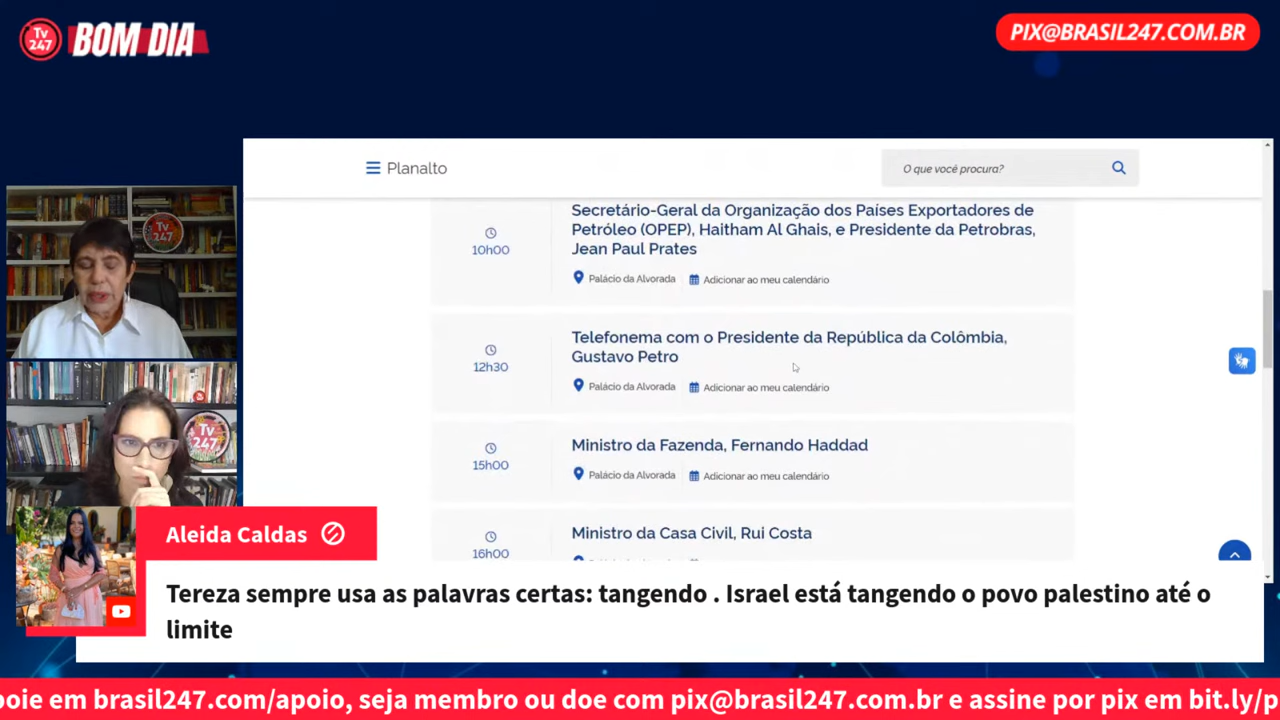 Tv 247
BOM DIA
PIX@BRASIL247.COM.BR
Planalto
O que você procura?
10h00
Secretário-Geral da Organização dos Países Exportadores de
Petróleo (OPEP), Haitham Al Ghais, e Presidente da Petrobras,
Jean Paul Prates
Palácio da Alvorada
Adicionar ao meu calendário
12h30
Telefonema com o Presidente da República da Colômbia,
Gustavo Petro
Palácio da Alvorada
Adicionar ao meu calendário
15h00
Ministro da Fazenda, Fernando Haddad
Palácio da Alvorada
Adicionar ao meu calendário
16h00
Ministro da Casa Civil, Rui Costa
Tv 247
Tv 247
Aleida Caldas
Tereza sempre usa as palavras certas: tangendo . Israel está tangendo o povo palestino até o
limite
poie em brasil247.com/apoio, seja membro ou doe com pix@brasil247.com.br e assine por pix em bit.ly/p